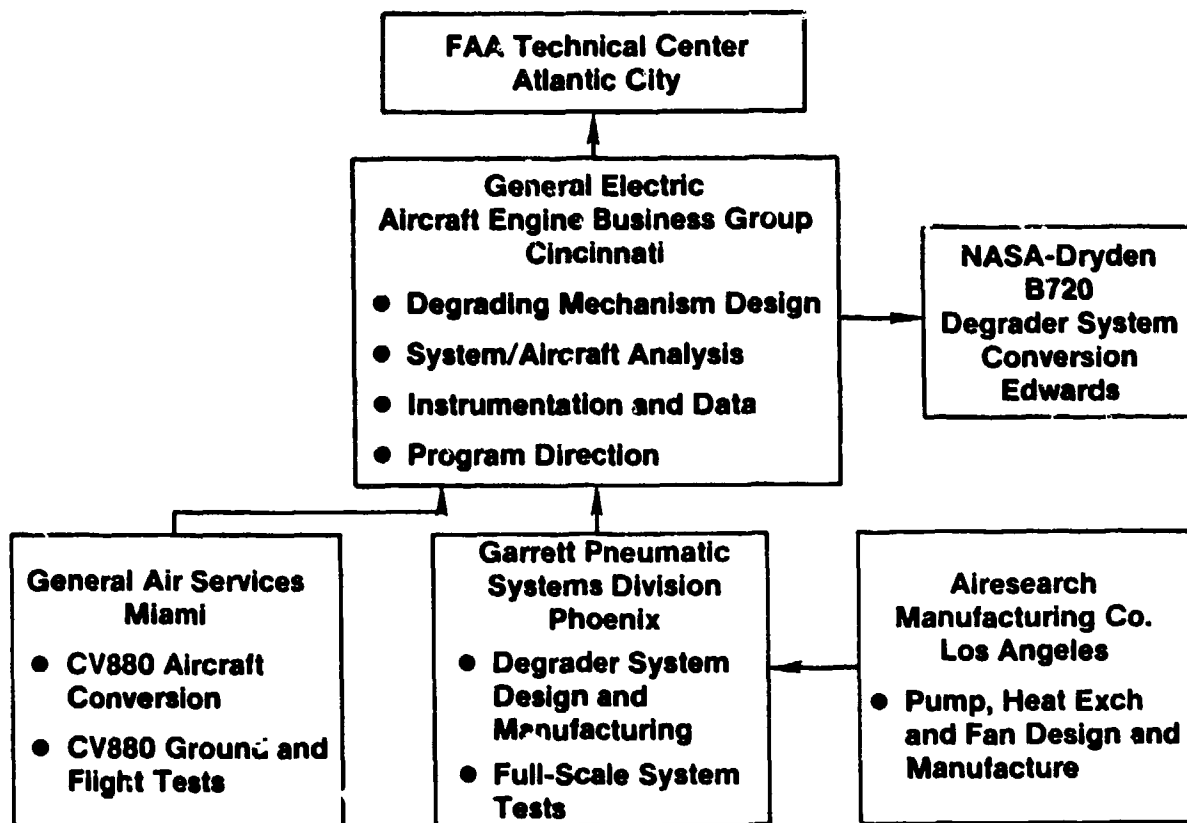 FAA Technical Center
Atlantic City
General Electric
Aircraft Engine Business Group
Cincinnati
● Degrading Mechanism Design
● System/Aircraft Analysis
● Instrumentation and Data
● Program Direction
NASA-Dryden
B720
Degrader System
Conversion
Edwards
General Air Services
Miami
● CV880 Aircraft
Conversion
● CV880 Ground and
Flight Tests
Garrett Pneumatic
Systems Division
Phoenix
● Degrader System
Design and
Manufacturing
● Full-Scale System
Tests
Airesearch
Manufacturing Co.
Los Angeles
● Pump, Heat Exch
and Fan Design and
Manufacture